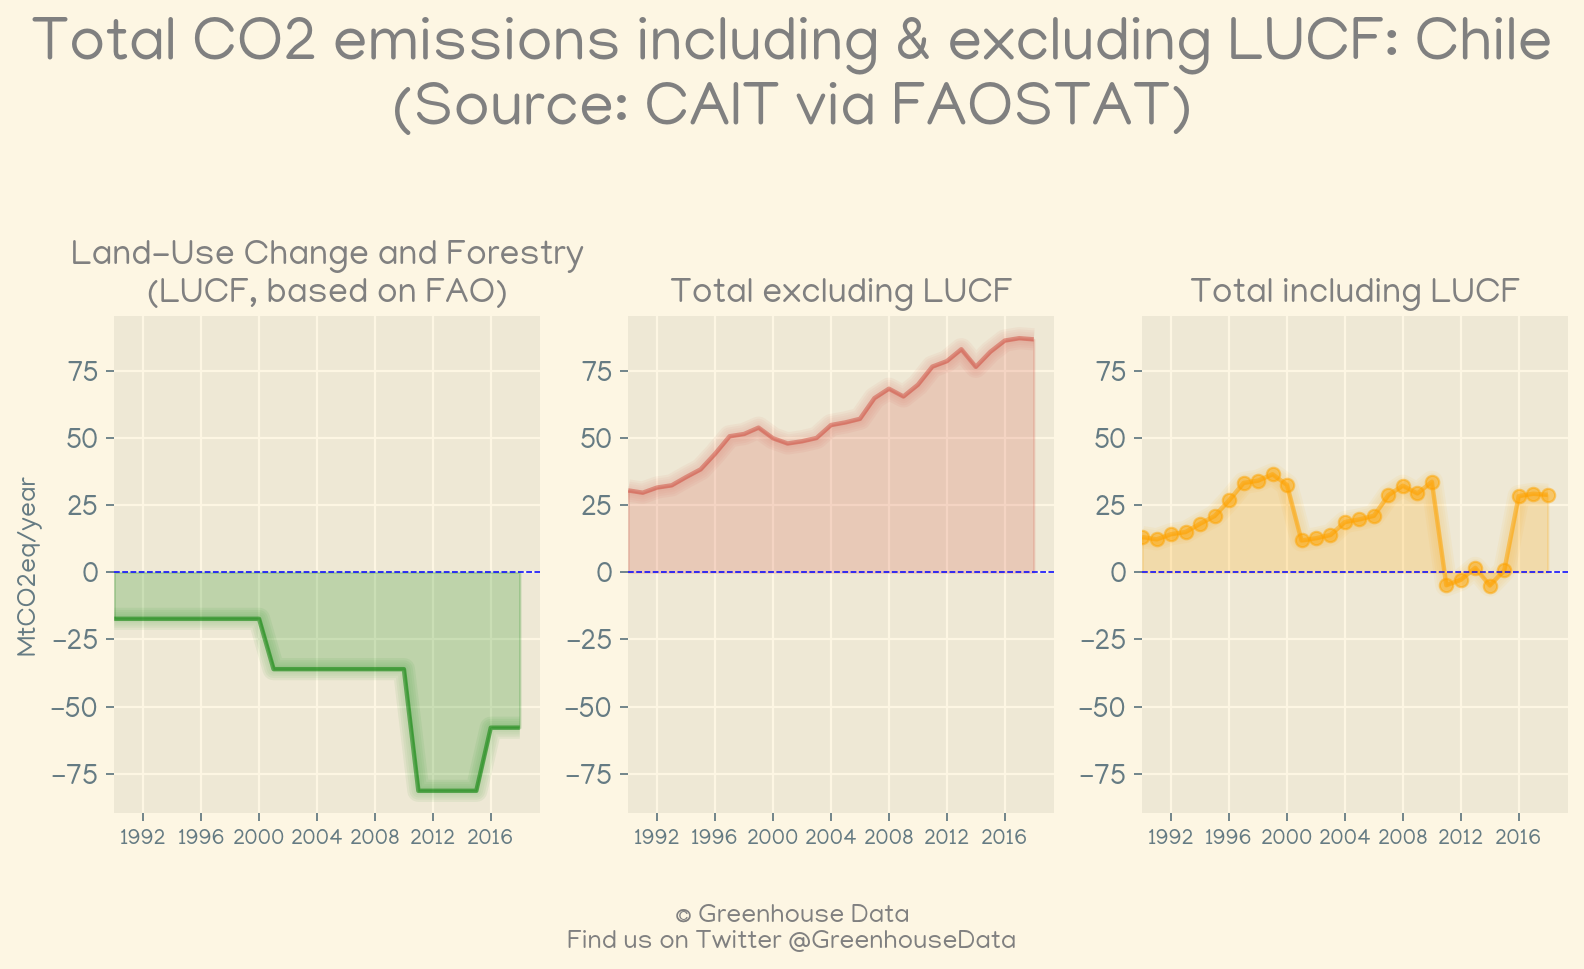 Total CO2 emissions including & excluding LUCF: Chile
(Source: CAIT via FAOSTAT)
Land-Use Change and Forestry
(LUCF, based on FAO)
MtCO2eq/year
75
50
25
0
−25
−50
−75
1992 1996 2000 2004 2008 2012 2016
Total excluding LUCF
75
50
25
0
−25
−50
−75
1992 1996 2000 2004 2008 2012 2016
Total including LUCF
75
50
25
0
−25
−50
−75
1992 1996 2000 2004 2008 2012 2016
© Greenhouse Data
Find us on Twitter @GreenhouseData